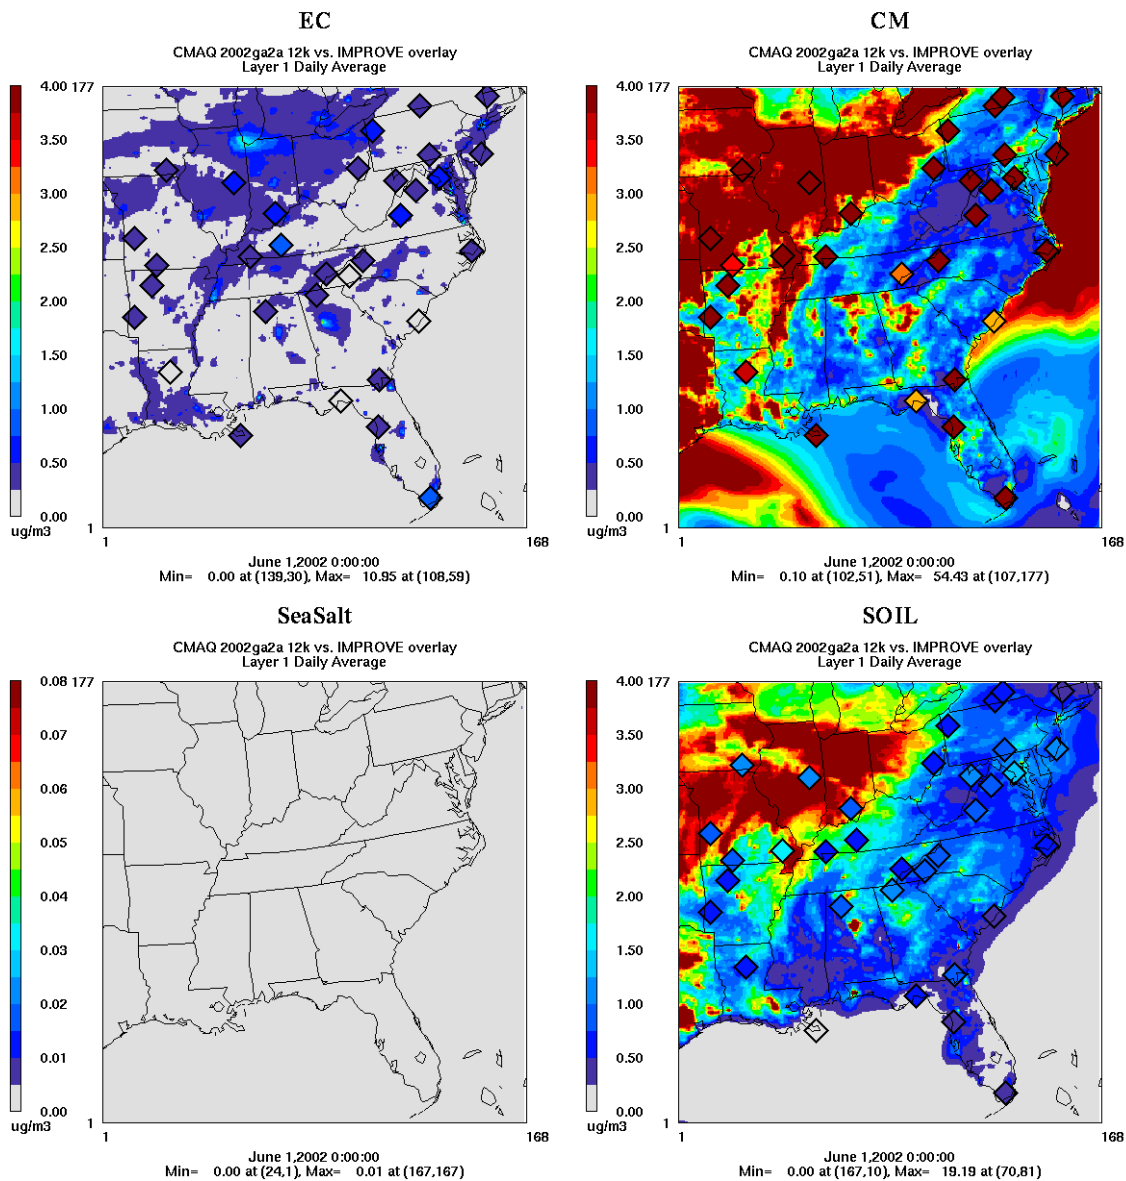 EC
CMAQ 2002ga2a 12k vs. IMPROVE overlay
Layer 1 Daily Average
4.00 177
3.50
3.00
2.50
2.00
1.50
1.00
0.50
0.00
ug/m3
1
1 168
June 1,2002 0:00:00
Min= 0.00 at (139,30), Max= 10.95 at (108,59)
CM
CMAQ 2002ga2a 12k vs. IMPROVE overlay
Layer 1 Daily Average
4.00 177
3.50
3.00
2.50
2.00
1.50
1.00
0.50
0.00
ug/m3
1
1 168
June 1,2002 0:00:00
Min= 0.10 at (102,51), Max= 54.43 at (107,177)
SeaSalt
CMAQ 2002ga2a 12k vs. IMPROVE overlay
Layer 1 Daily Average
0.08 177
0.07
0.06
0.05
0.04
0.03
0.02
0.01
0.00
ug/m3
1
1 168
June 1,2002 0:00:00
Min= 0.00 at (24,1), Max= 0.01 at (167,167)
SOIL
CMAQ 2002ga2a 12k vs. IMPROVE overlay
Layer 1 Daily Average
4.00 177
3.50
3.00
2.50
2.00
1.50
1.00
0.50
0.00
ug/m3
1
1 168
June 1,2002 0:00:00
Min= 0.00 at (167,10), Max= 19.19 at (70,81)